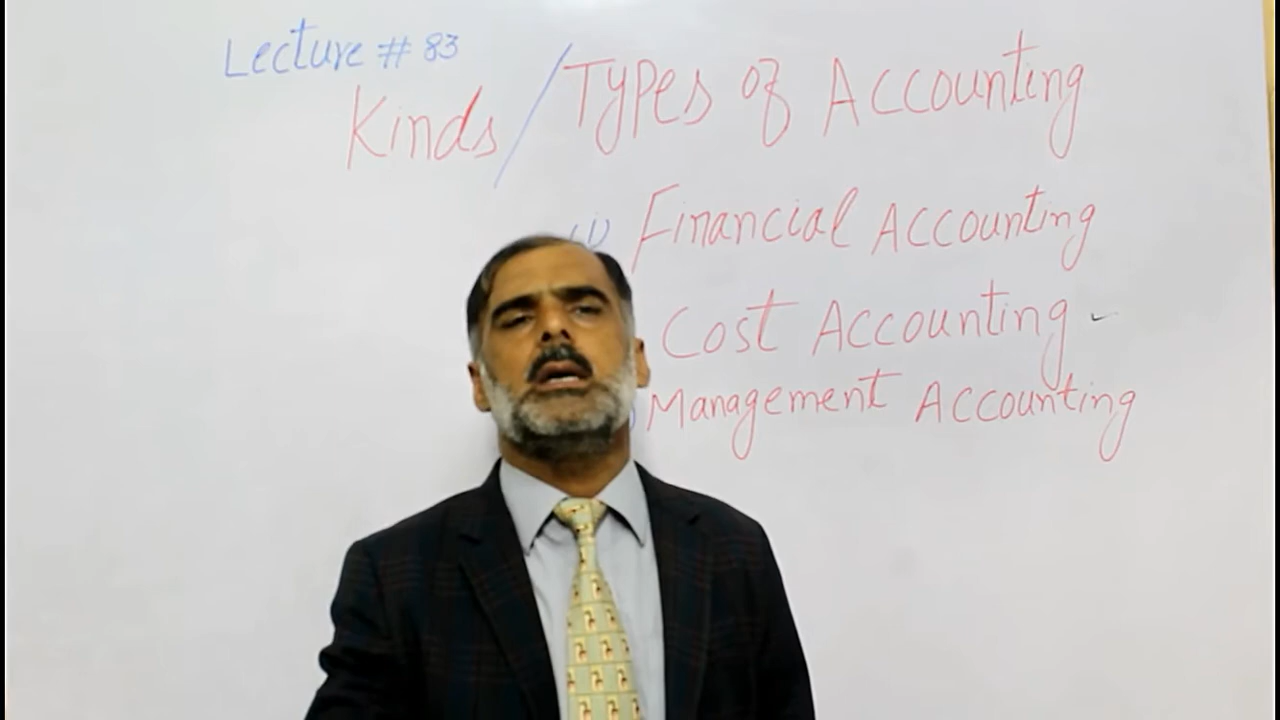 Lecture # 83
Kinds / Types of Accounting
(i) Financial Accounting
Cost Accounting
Management Accounting